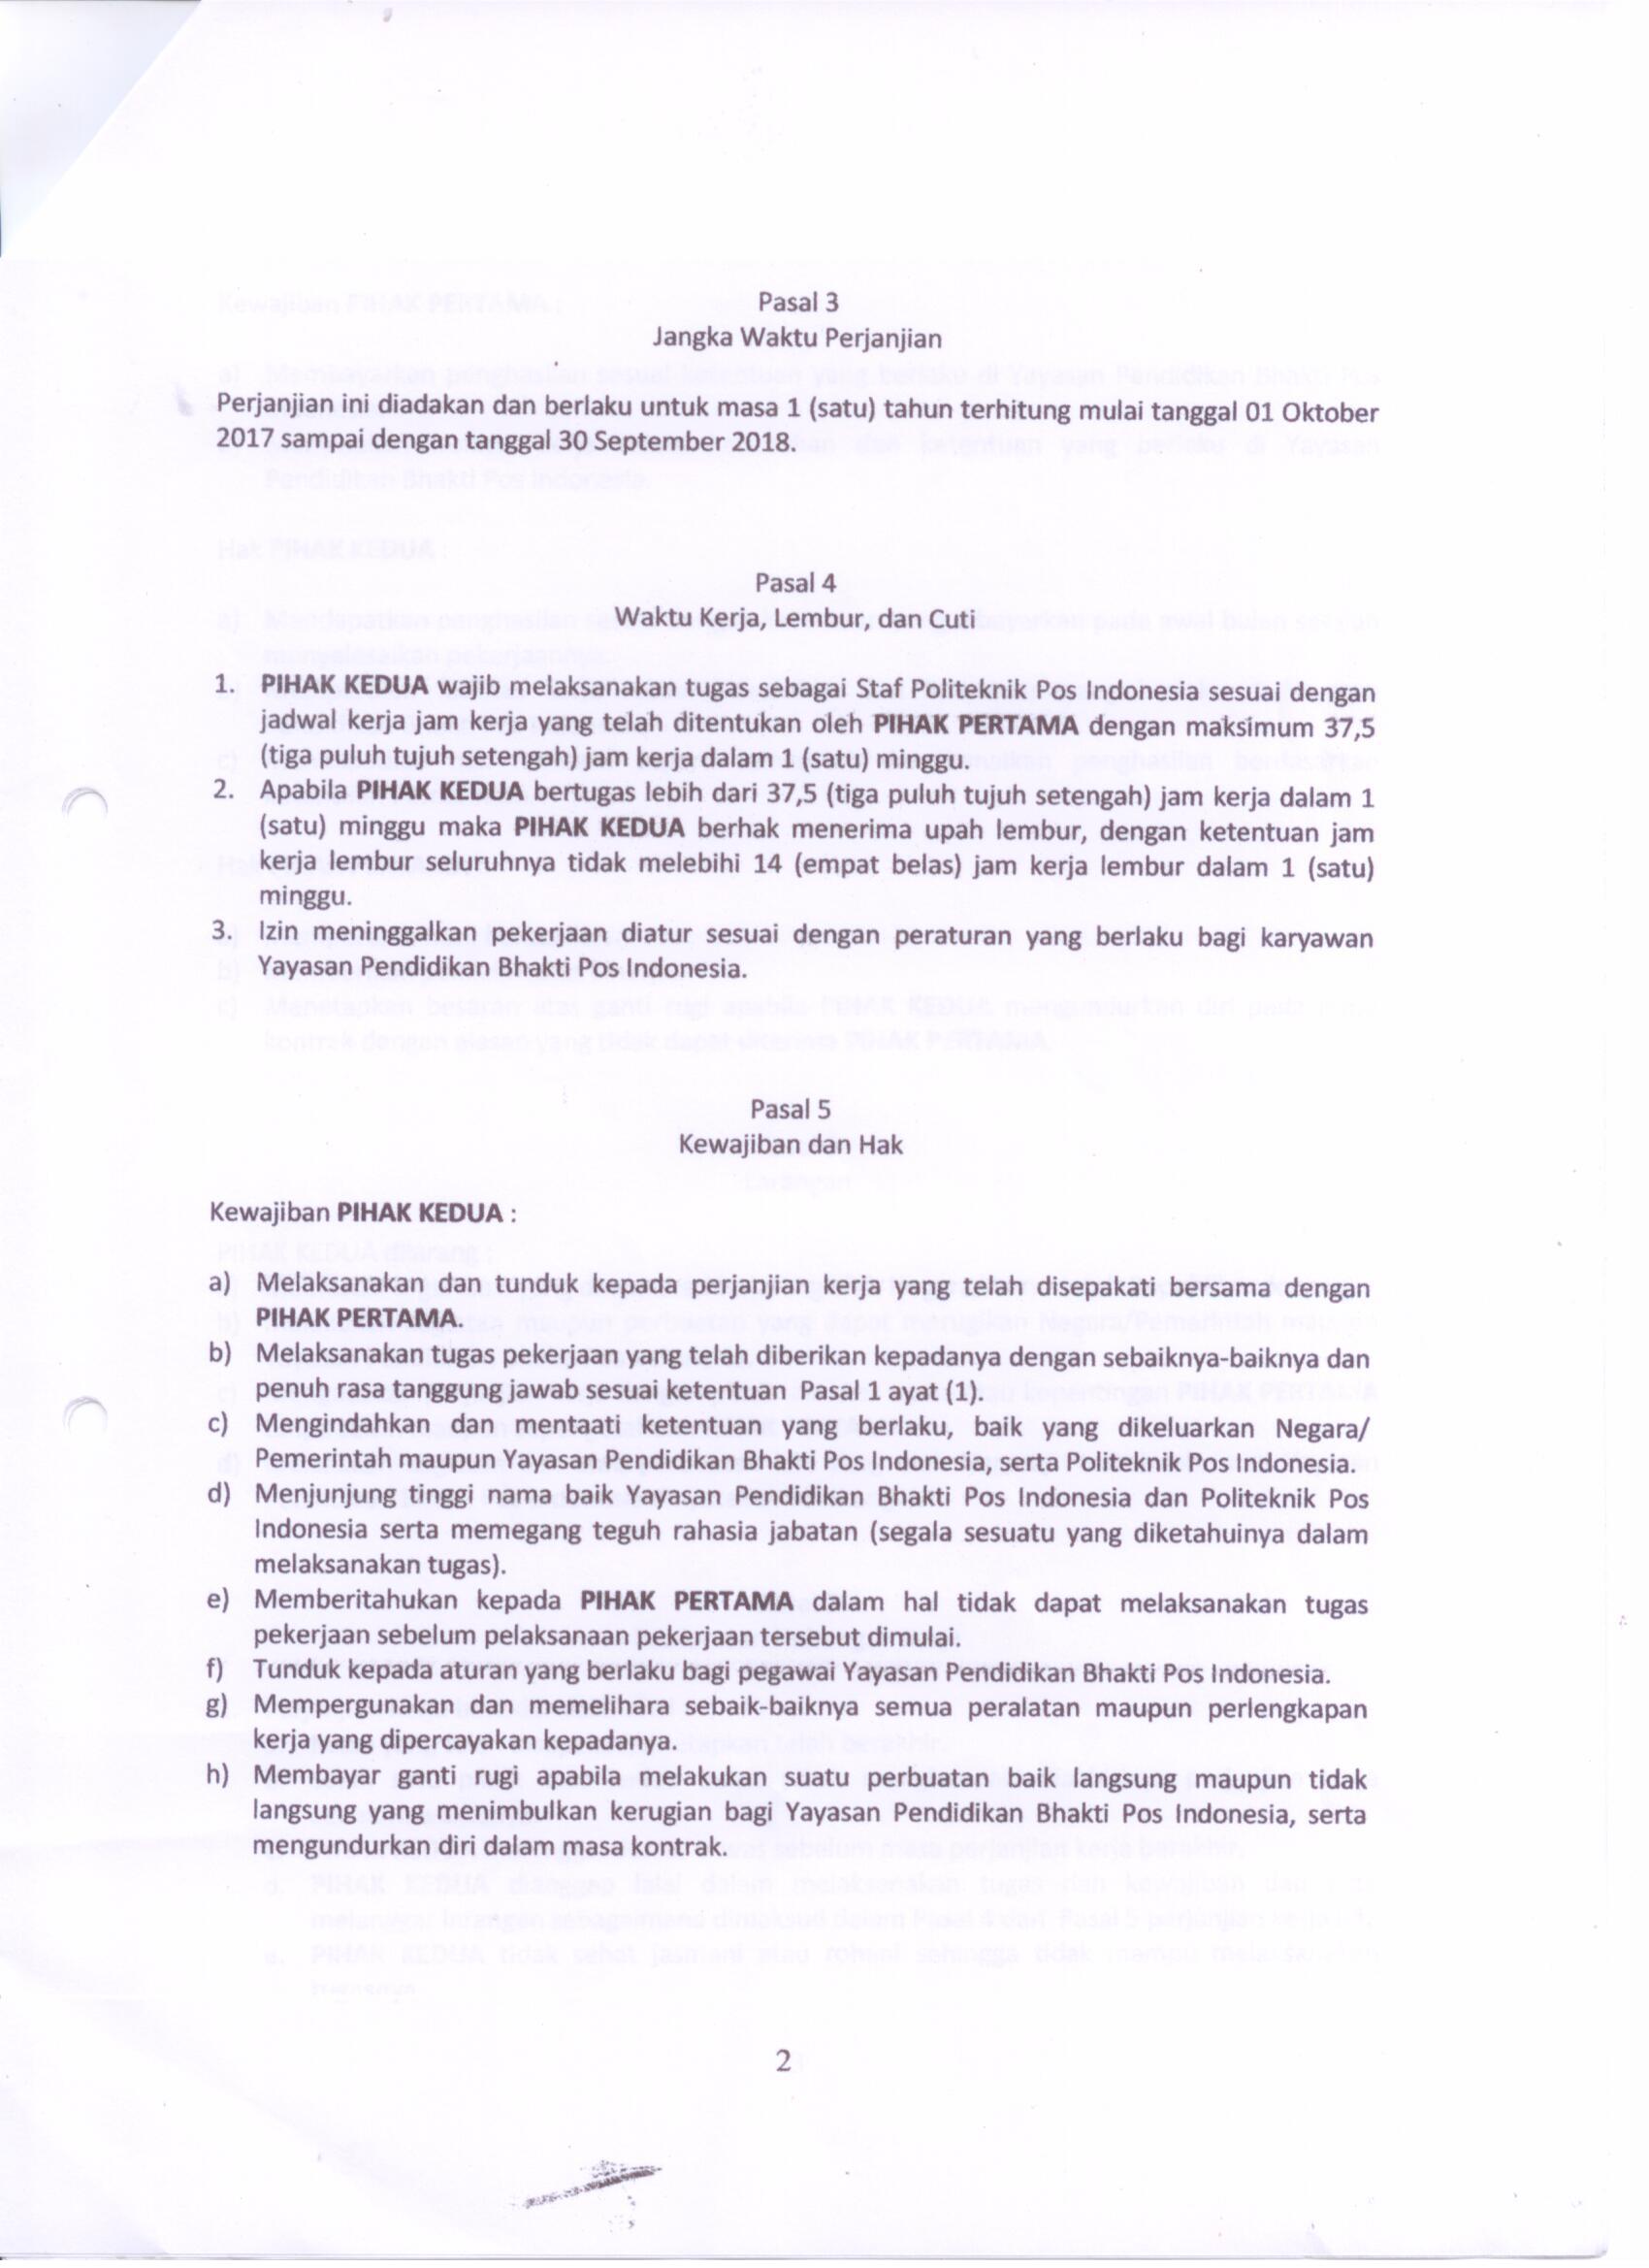 Pasal 3
Jangka Waktu Perjanjian
Perjanjian ini diadakan dan berlaku untuk masa 1 (satu) tahun terhitung mulai tanggal 01 Oktober
2017 sampai dengan tanggal 30 September 2018.
Pasal 4
Waktu Kerja, Lembur, dan Cuti
1. PIHAK KEDUA wajib melaksanakan tugas sebagai Staf Politeknik Pos Indonesia sesuai dengan
jadwal kerja jam kerja yang telah ditentukan oleh PIHAK PERTAMA dengan maksimum 37,5
(tiga puluh tujuh setengah) jam kerja dalam 1 (satu) minggu.
2. Apabila PIHAK KEDUA bertugas lebih dari 37,5 (tiga puluh tujuh setengah) jam kerja dalam 1
(satu) minggu maka PIHAK KEDUA berhak menerima upah lembur, dengan ketentuan jam
kerja lembur seluruhnya tidak melebihi 14 (empat belas) jam kerja lembur dalam 1 (satu)
minggu.
3. Izin meninggalkan pekerjaan diatur sesuai dengan peraturan yang berlaku bagi karyawan
Yayasan Pendidikan Bhakti Pos Indonesia.
Pasal 5
Kewajiban dan Hak
Kewajiban PIHAK KEDUA :
a) Melaksanakan dan tunduk kepada perjanjian kerja yang telah disepakati bersama dengan
PIHAK PERTAMA.
b) Melaksanakan tugas pekerjaan yang telah diberikan kepadanya dengan sebaiknya-baiknya dan
penuh rasa tanggung jawab sesuai ketentuan Pasal 1 ayat (1).
c) Mengindahkan dan mentaati ketentuan yang berlaku, baik yang dikeluarkan Negara/
Pemerintah maupun Yayasan Pendidikan Bhakti Pos Indonesia, serta Politeknik Pos Indonesia.
d) Menjunjung tinggi nama baik Yayasan Pendidikan Bhakti Pos Indonesia dan Politeknik Pos
Indonesia serta memegang teguh rahasia jabatan (segala sesuatu yang diketahuinya dalam
melaksanakan tugas).
e) Memberitahukan kepada PIHAK PERTAMA dalam hal tidak dapat melaksanakan tugas
pekerjaan sebelum pelaksanaan pekerjaan tersebut dimulai.
f) Tunduk kepada aturan yang berlaku bagi pegawai Yayasan Pendidikan Bhakti Pos Indonesia.
g) Mempergunakan dan memelihara sebaik-baiknya semua peralatan maupun perlengkapan
kerja yang dipercayakan kepadanya.
h) Membayar ganti rugi apabila melakukan suatu perbuatan baik langsung maupun tidak
langsung yang menimbulkan kerugian bagi Yayasan Pendidikan Bhakti Pos Indonesia, serta
mengundurkan diri dalam masa kontrak.
2